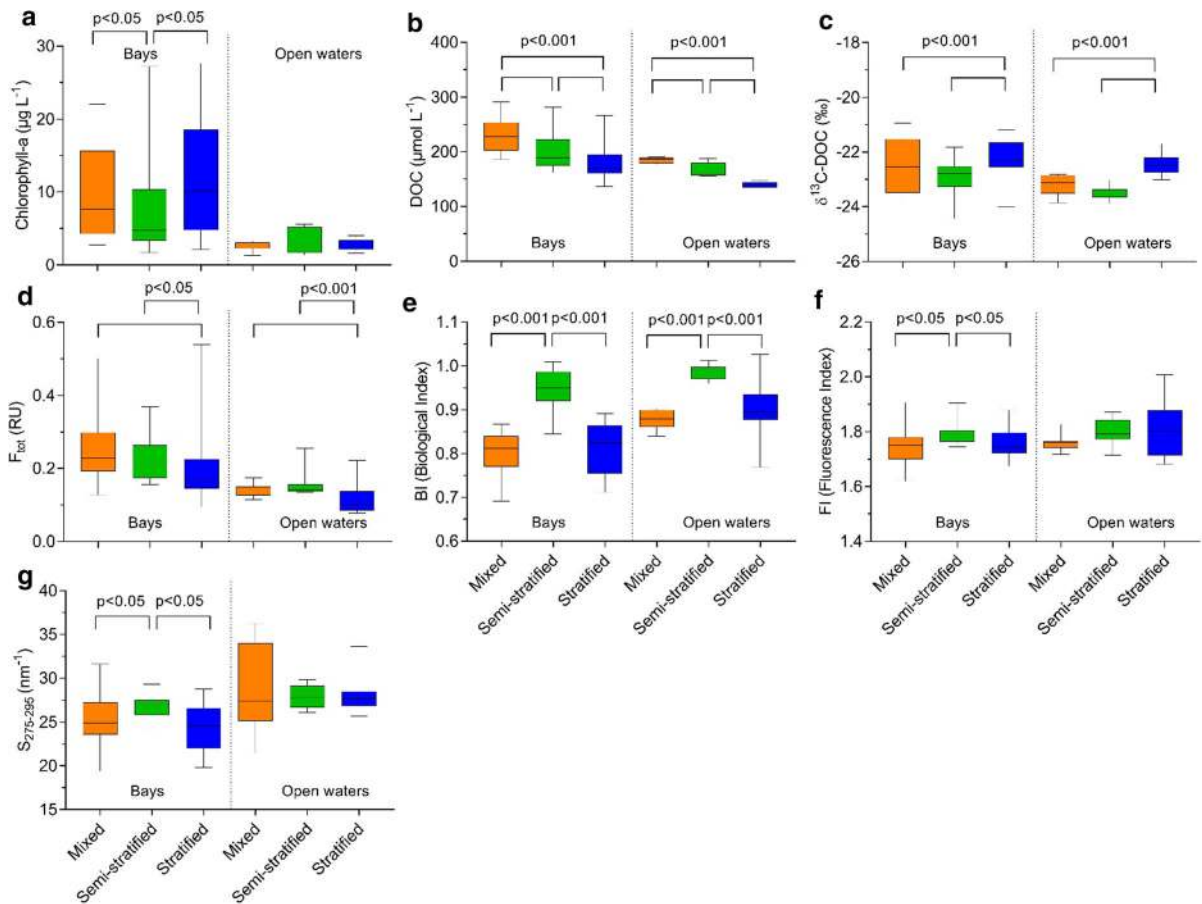 a
p<0.05
p<0.05
30
20
10
0
Chlorophyll-a (µg L⁻¹)
Bays
Open waters
b
p<0.001
p<0.001
400
350
300
250
200
150
100
50
0
DOC (µmol L⁻¹)
Bays
Open waters
c
p<0.001
p<0.001
-18
-20
-22
-24
-26
δ¹³C-DOC (‰)
Bays
Open waters
d
p<0.05
p<0.001
0.6
0.4
0.2
0.0
Fₜₒₜ (RU)
Bays
Open waters
e
p<0.001
p<0.001
p<0.001
p<0.001
1.1
1.0
0.9
0.8
0.7
0.6
BI (Biological Index)
Bays
Open waters
Mixed
Semi-stratified
Stratified
Mixed
Semi-stratified
Stratified
f
p<0.05
p<0.05
2.2
2.0
1.8
1.6
1.4
FI (Fluorescence Index)
Bays
Open waters
Mixed
Semi-stratified
Stratified
Mixed
Semi-stratified
Stratified
g
p<0.05
p<0.05
40
35
30
25
20
15
S₂₇₅₋₂₉₅ (nm⁻¹)
Bays
Open waters
Mixed
Semi-stratified
Stratified
Mixed
Semi-stratified
Stratified